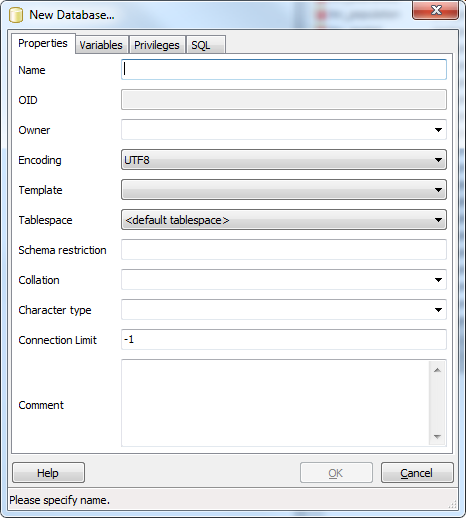 New Database...
Properties Variables Privileges SQL
Name
OID
Owner
Encoding UTF8
Template
Tablespace <default tablespace>
Schema restriction
Collation
Character type
Connection Limit -1
Comment
Help OK Cancel
Please specify name.